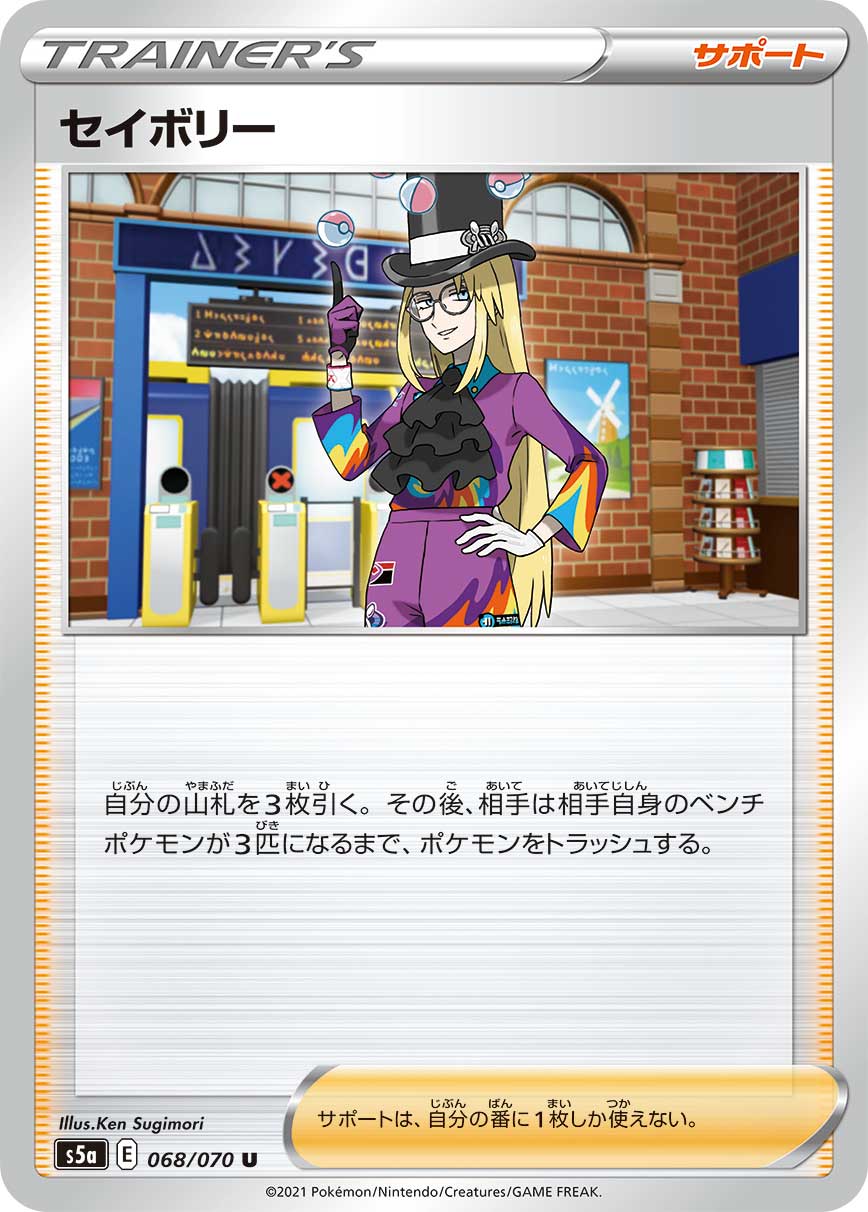 TRAINER'S サポート
セイボリー
自分の山札を3枚引く。その後、相手は相手自身のベンチ
ポケモンが3匹になるまで、ポケモンをトラッシュする。
Illus.Ken Sugimori
サポートは、自分の番に1枚しか使えない。
s5a E 068/070 U
©2021 Pokémon/Nintendo/Creatures/GAME FREAK.